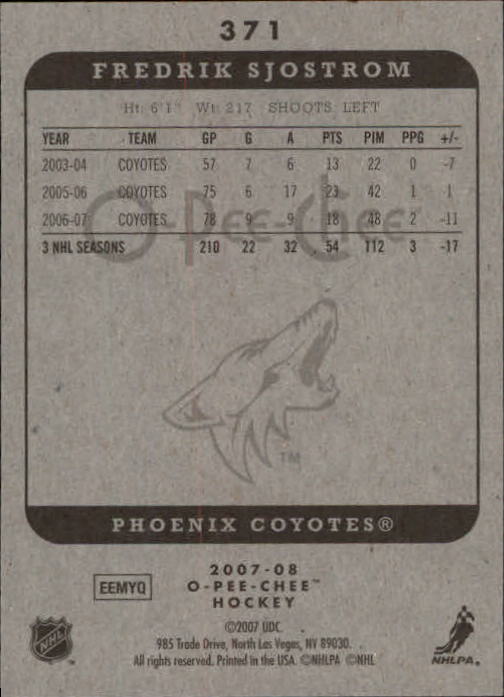 371
FREDRIK SJOSTROM
Ht: 6'1" Wt: 217 SHOOTS: LEFT
YEAR TEAM GP G A PTS PIM PPG +/-
2003-04 COYOTES 57 7 6 13 22 0 -7
2005-06 COYOTES 75 6 17 23 42 1 1
2006-07 COYOTES 78 9 9 18 48 2 -11
3 NHL SEASONS 210 22 32 54 112 3 -17
O-PEE-CHEE
TM
PHOENIX COYOTES®
2007-08
EEMYQ O-PEE-CHEE™
HOCKEY
©2007 UDC.
985 Trade Drive, North Las Vegas, NV 89030.
All rights reserved. Printed in the USA. ©NHLPA ©NHL
NHL
NHLPA.